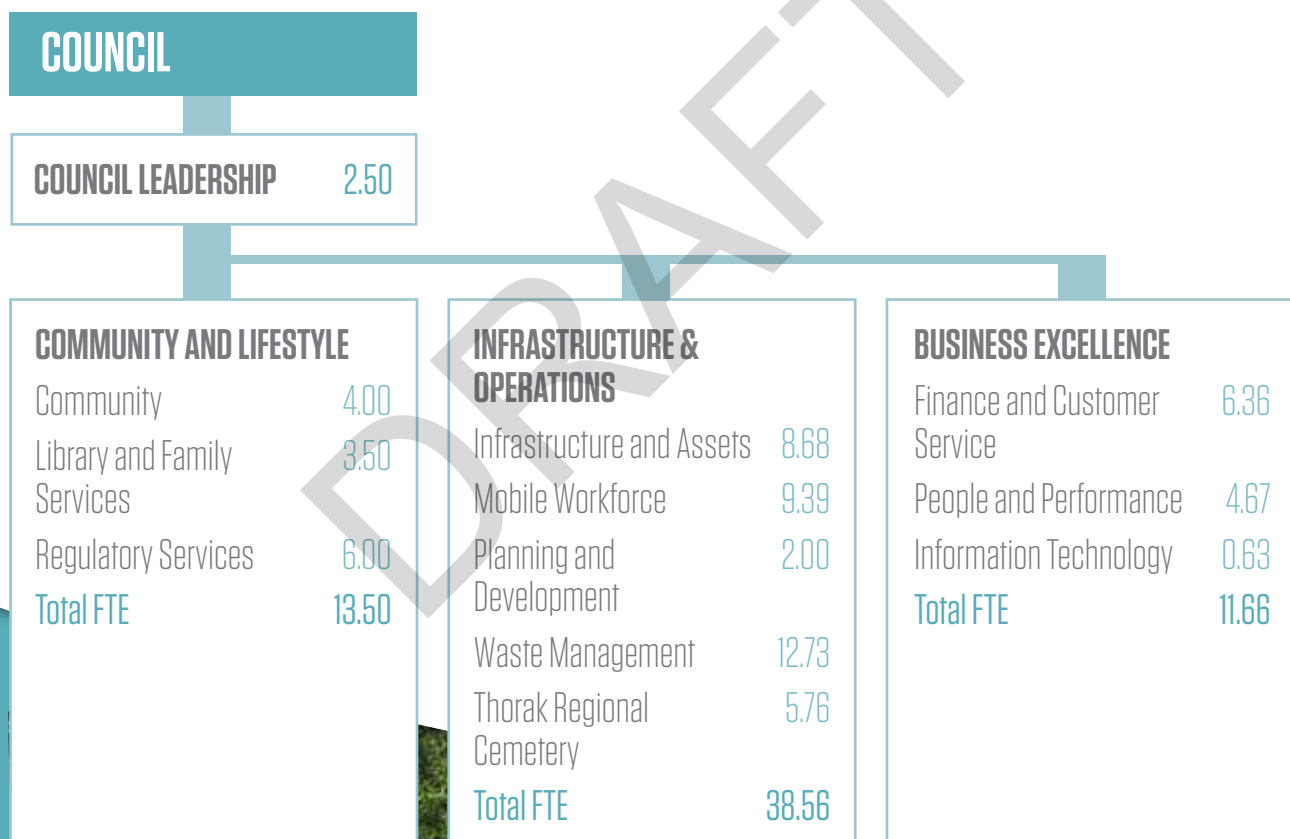 COUNCIL
COUNCIL LEADERSHIP 2.50
COMMUNITY AND LIFESTYLE
Community 4.00
Library and Family 3.50
Services
Regulatory Services 6.00
Total FTE 13.50
INFRASTRUCTURE &
OPERATIONS
Infrastructure and Assets 8.68
Mobile Workforce 9.39
Planning and 2.00
Development
Waste Management 12.73
Thorak Regional 5.76
Cemetery
Total FTE 38.56
BUSINESS EXCELLENCE
Finance and Customer 6.36
Service
People and Performance 4.67
Information Technology 0.63
Total FTE 11.66
DRAFT